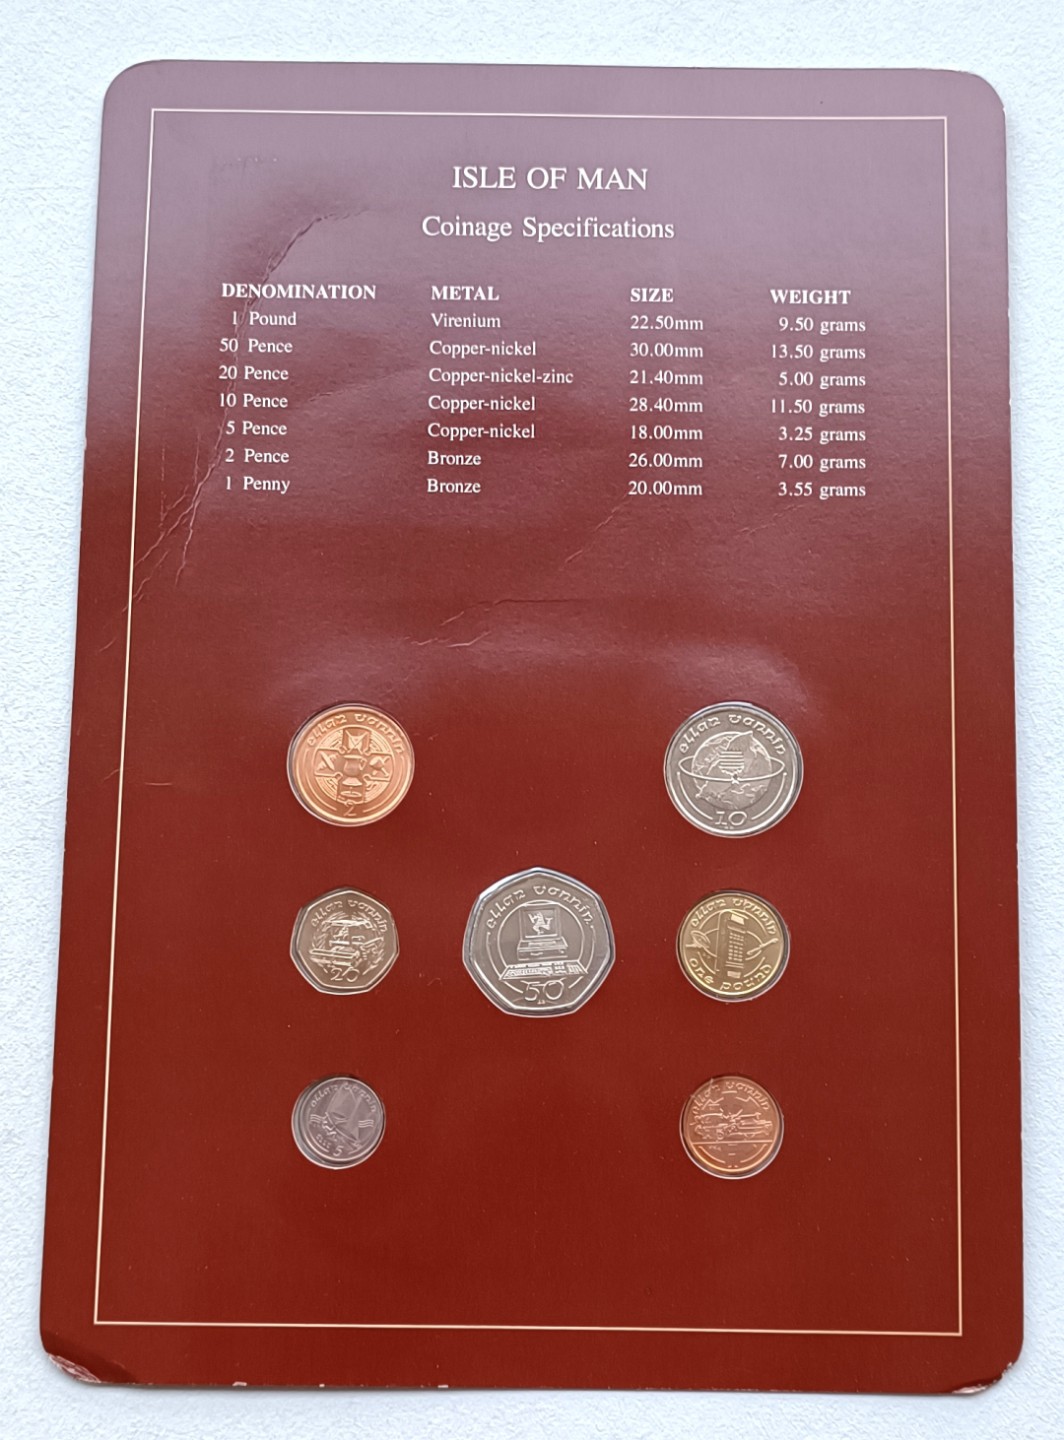 ISLE OF MAN
Coinage Specifications
DENOMINATION METAL SIZE WEIGHT
1 Pound Virenium 22.50mm 9.50 grams
50 Pence Copper-nickel 30.00mm 13.50 grams
20 Pence Copper-nickel-zinc 21.40mm 5.00 grams
10 Pence Copper-nickel 28.40mm 11.50 grams
5 Pence Copper-nickel 18.00mm 3.25 grams
2 Pence Bronze 26.00mm 7.00 grams
1 Penny Bronze 20.00mm 3.55 grams
ellan vannin
2
ellan vannin
10
ellan vannin
20
ellan vannin
50
ellan vannin
one pound
ellan vannin
5
ellan vannin